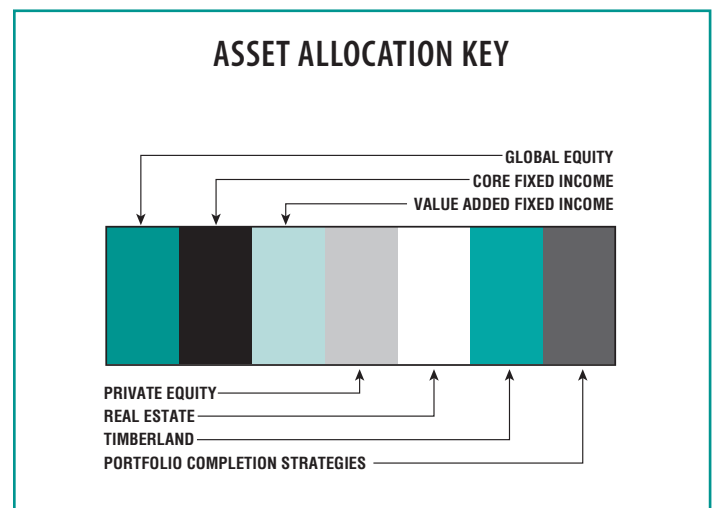 ASSET ALLOCATION KEY
GLOBAL EQUITY
CORE FIXED INCOME
VALUE ADDED FIXED INCOME
PRIVATE EQUITY
REAL ESTATE
TIMBERLAND
PORTFOLIO COMPLETION STRATEGIES